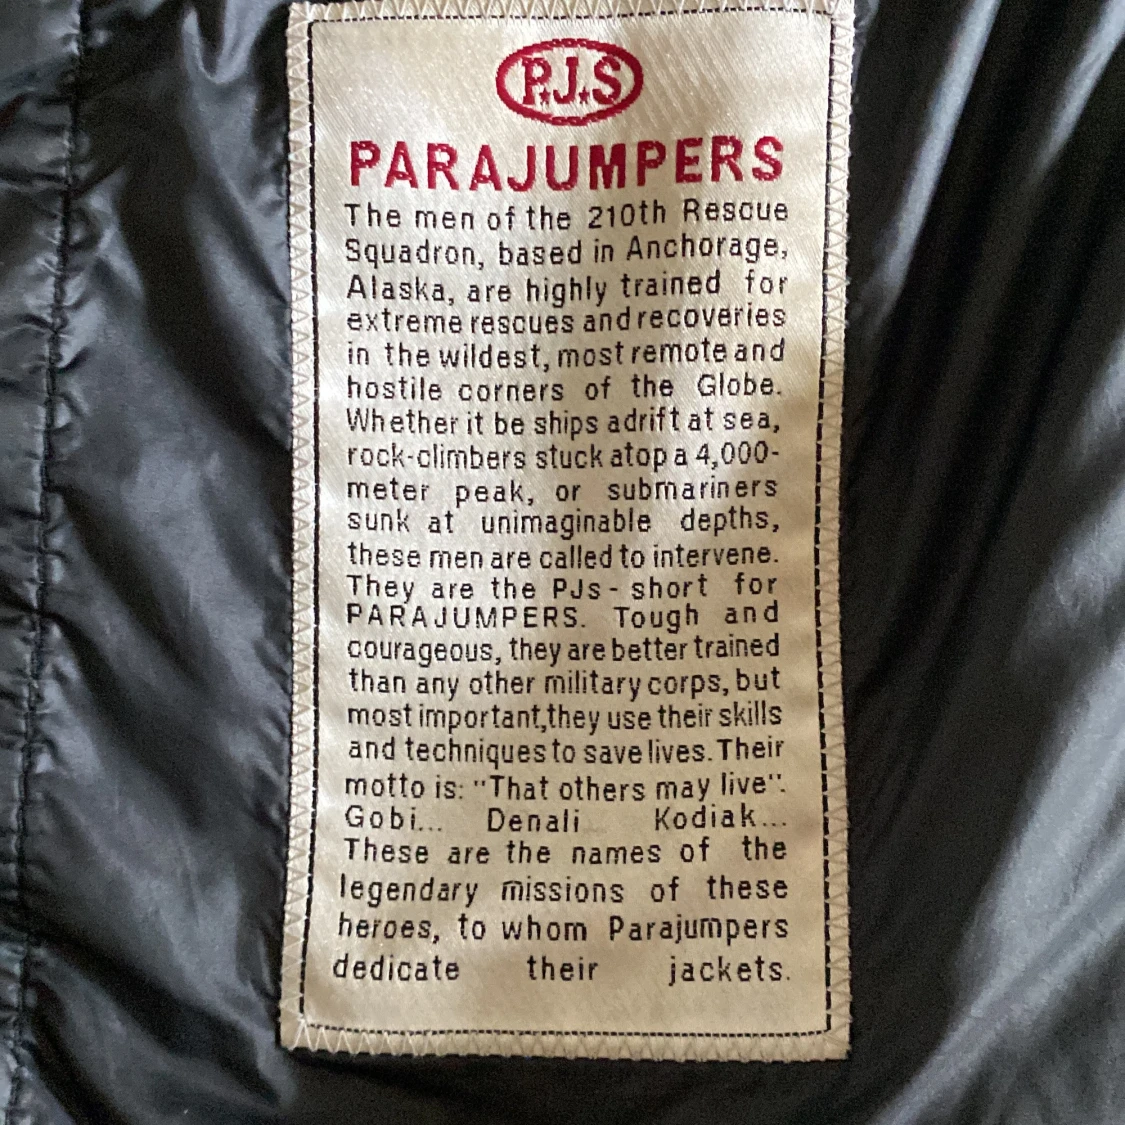 P.J.S
PARAJUMPERS
The men of the 210th Rescue
Squadron, based in Anchorage,
Alaska, are highly trained for
extreme rescues and recoveries
in the wildest, most remote and
hostile corners of the Globe.
Whether it be ships adrift at sea,
rock-climbers stuck atop a 4,000-
meter peak, or submariners
sunk at unimaginable depths,
these men are called to intervene.
They are the PJs - short for
PARAJUMPERS. Tough and
courageous, they are better trained
than any other military corps, but
most important,they use their skills
and techniques to save lives. Their
motto is: "That others may live".
Gobi... Denali Kodiak...
These are the names of the
legendary missions of these
heroes, to whom Parajumpers
dedicate their jackets.